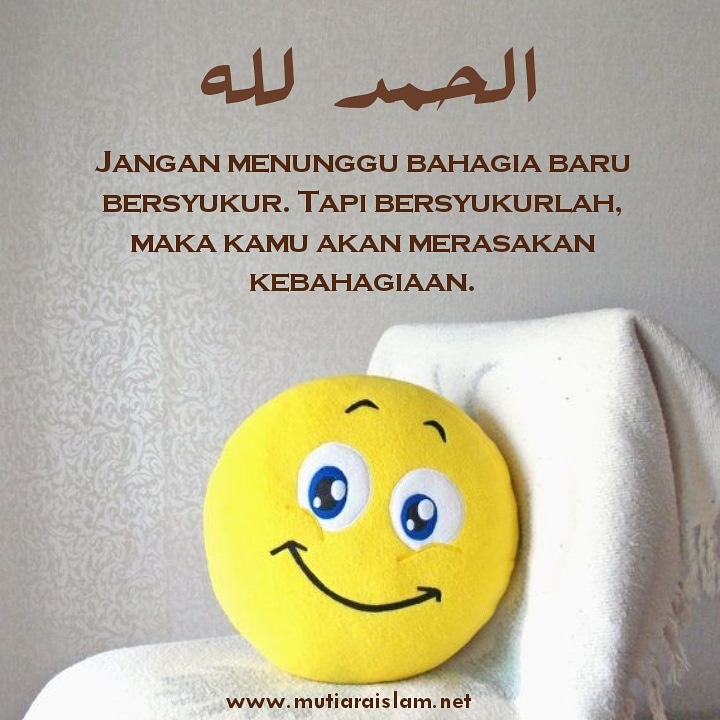 الحمد لله
JANGAN MENUNGGU BAHAGIA BARU
BERSYUKUR. TAPI BERSYUKURLAH,
MAKA KAMU AKAN MERASAKAN
KEBAHAGIAAN.
www.mutiaraislam.net